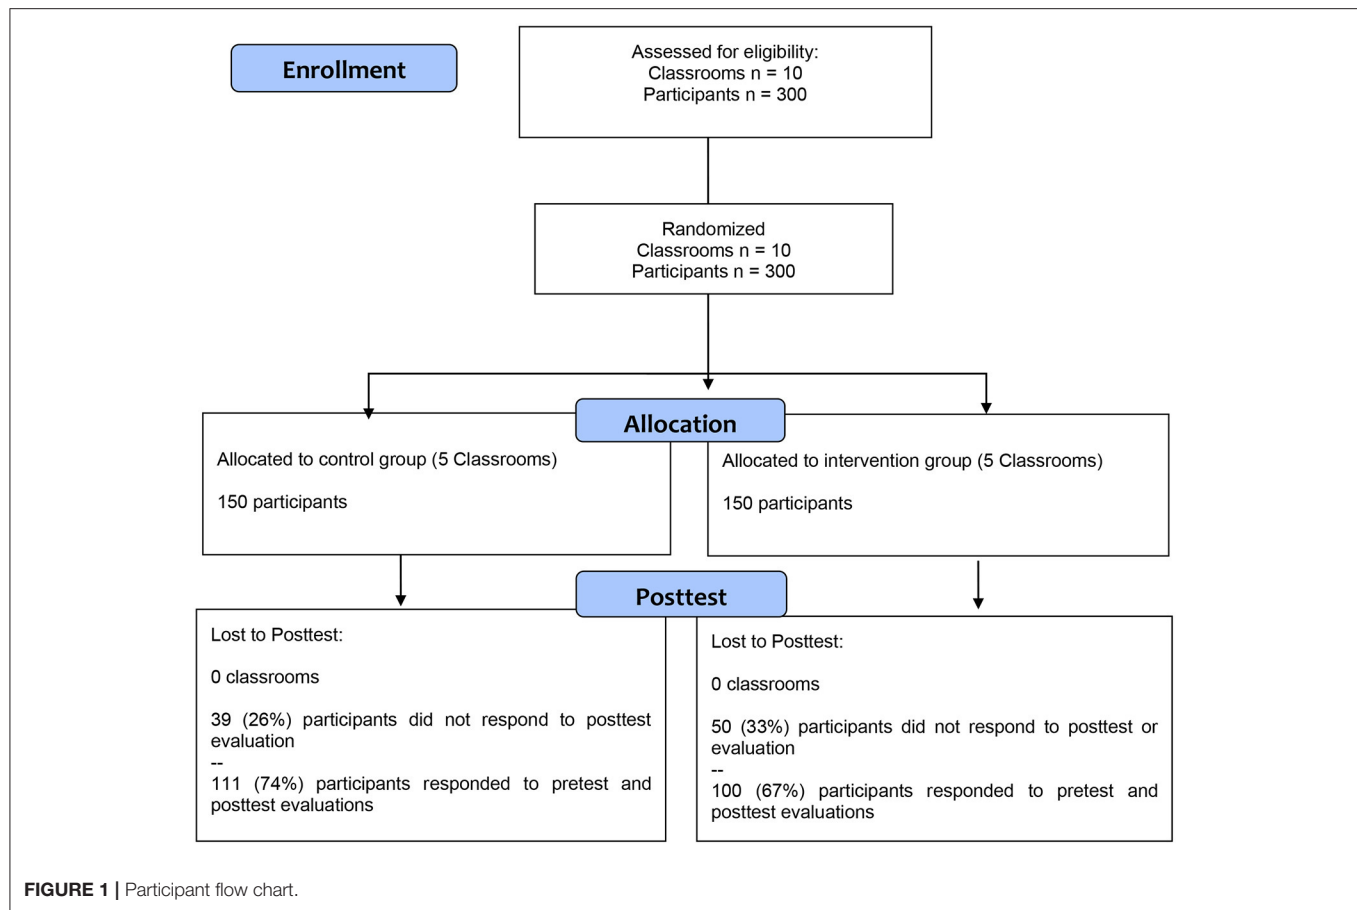 Enrollment
Assessed for eligibility:
Classrooms n = 10
Participants n = 300
Randomized
Classrooms n = 10
Participants n = 300
Allocation
Allocated to control group (5 Classrooms)
150 participants
Allocated to intervention group (5 Classrooms)
150 participants
Posttest
Lost to Posttest:
0 classrooms
39 (26%) participants did not respond to posttest
evaluation
--
111 (74%) participants responded to pretest and
posttest evaluations
Lost to Posttest:
0 classrooms
50 (33%) participants did not respond to posttest or
evaluation
--
100 (67%) participants responded to pretest and
posttest evaluations
FIGURE 1 | Participant flow chart.